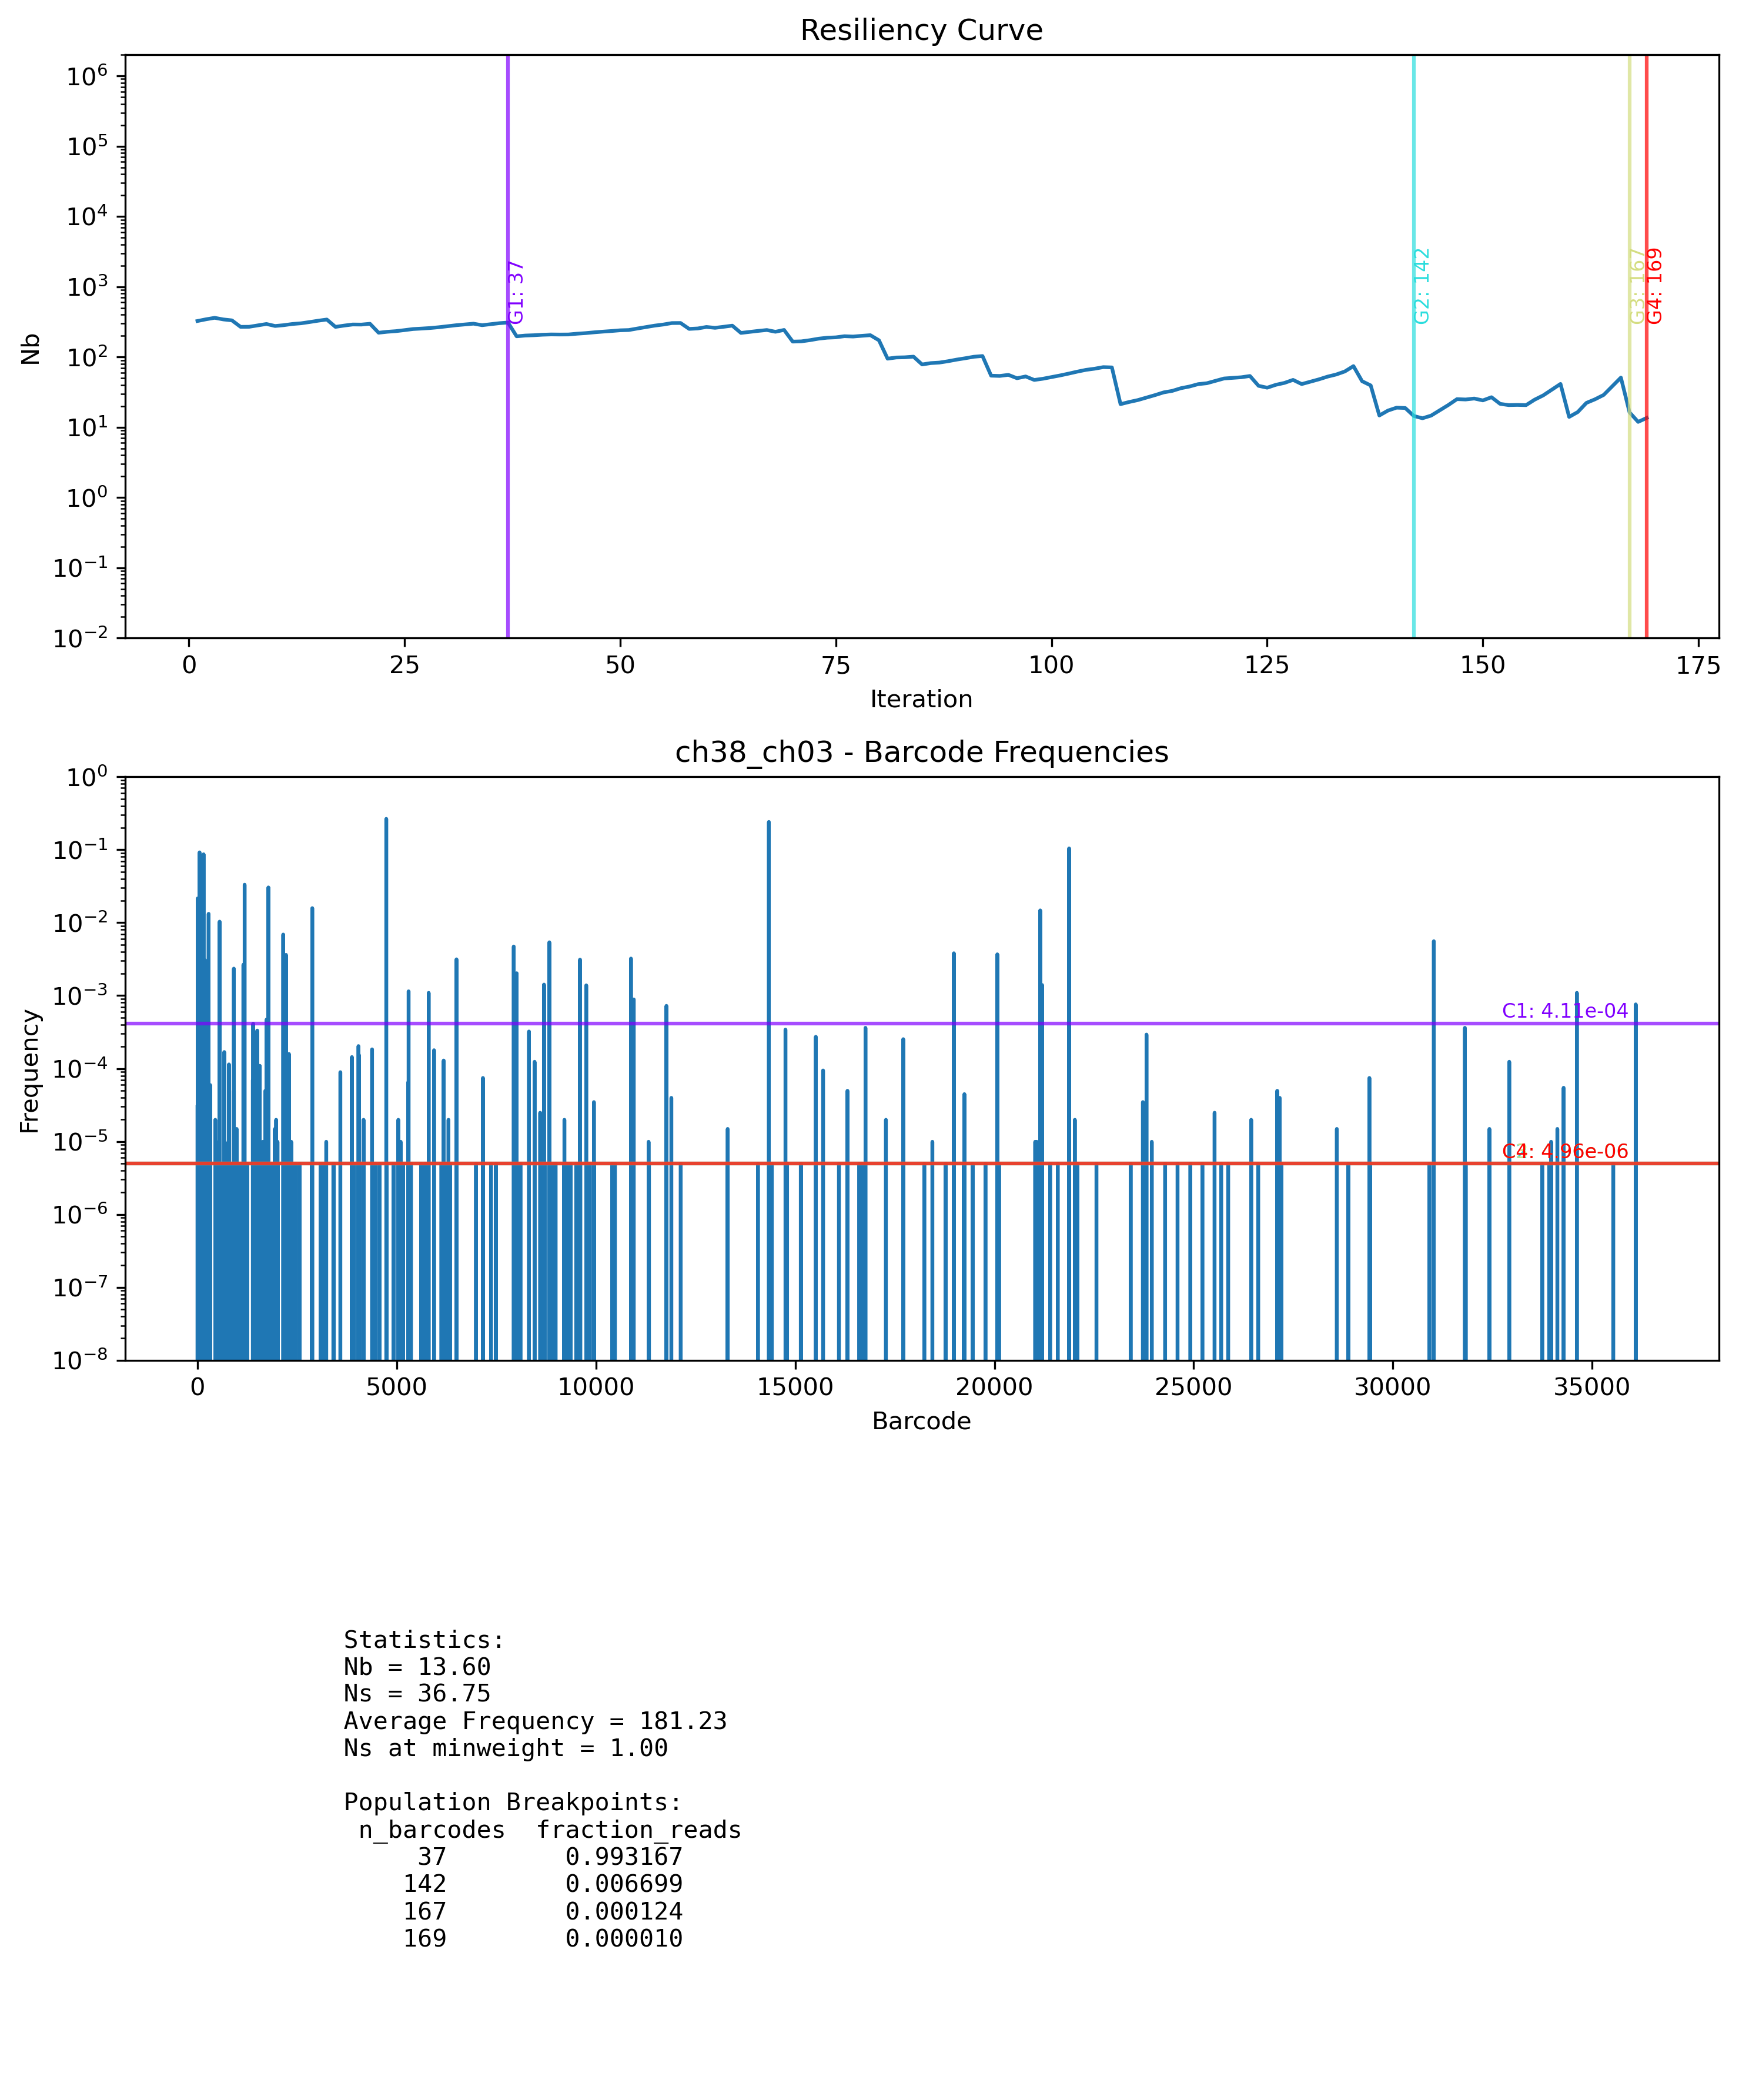 Resiliency Curve
10^6
10^5
10^4
10^3
10^2
10^1
10^0
10^−1
10^−2
Nb
G1: 37
G2: 142
G3: 167
G4: 169
0 25 50 75 100 125 150 175
Iteration
ch38_ch03 - Barcode Frequencies
10^0
10^−1
10^−2
10^−3
10^−4
10^−5
10^−6
10^−7
10^−8
Frequency
C1: 4.11e-04
C4: 4.96e-06
0 5000 10000 15000 20000 25000 30000 35000
Barcode
Statistics:
Nb = 13.60
Ns = 36.75
Average Frequency = 181.23
Ns at minweight = 1.00
Population Breakpoints:
n_barcodes fraction_reads
37 0.993167
142 0.006699
167 0.000124
169 0.000010